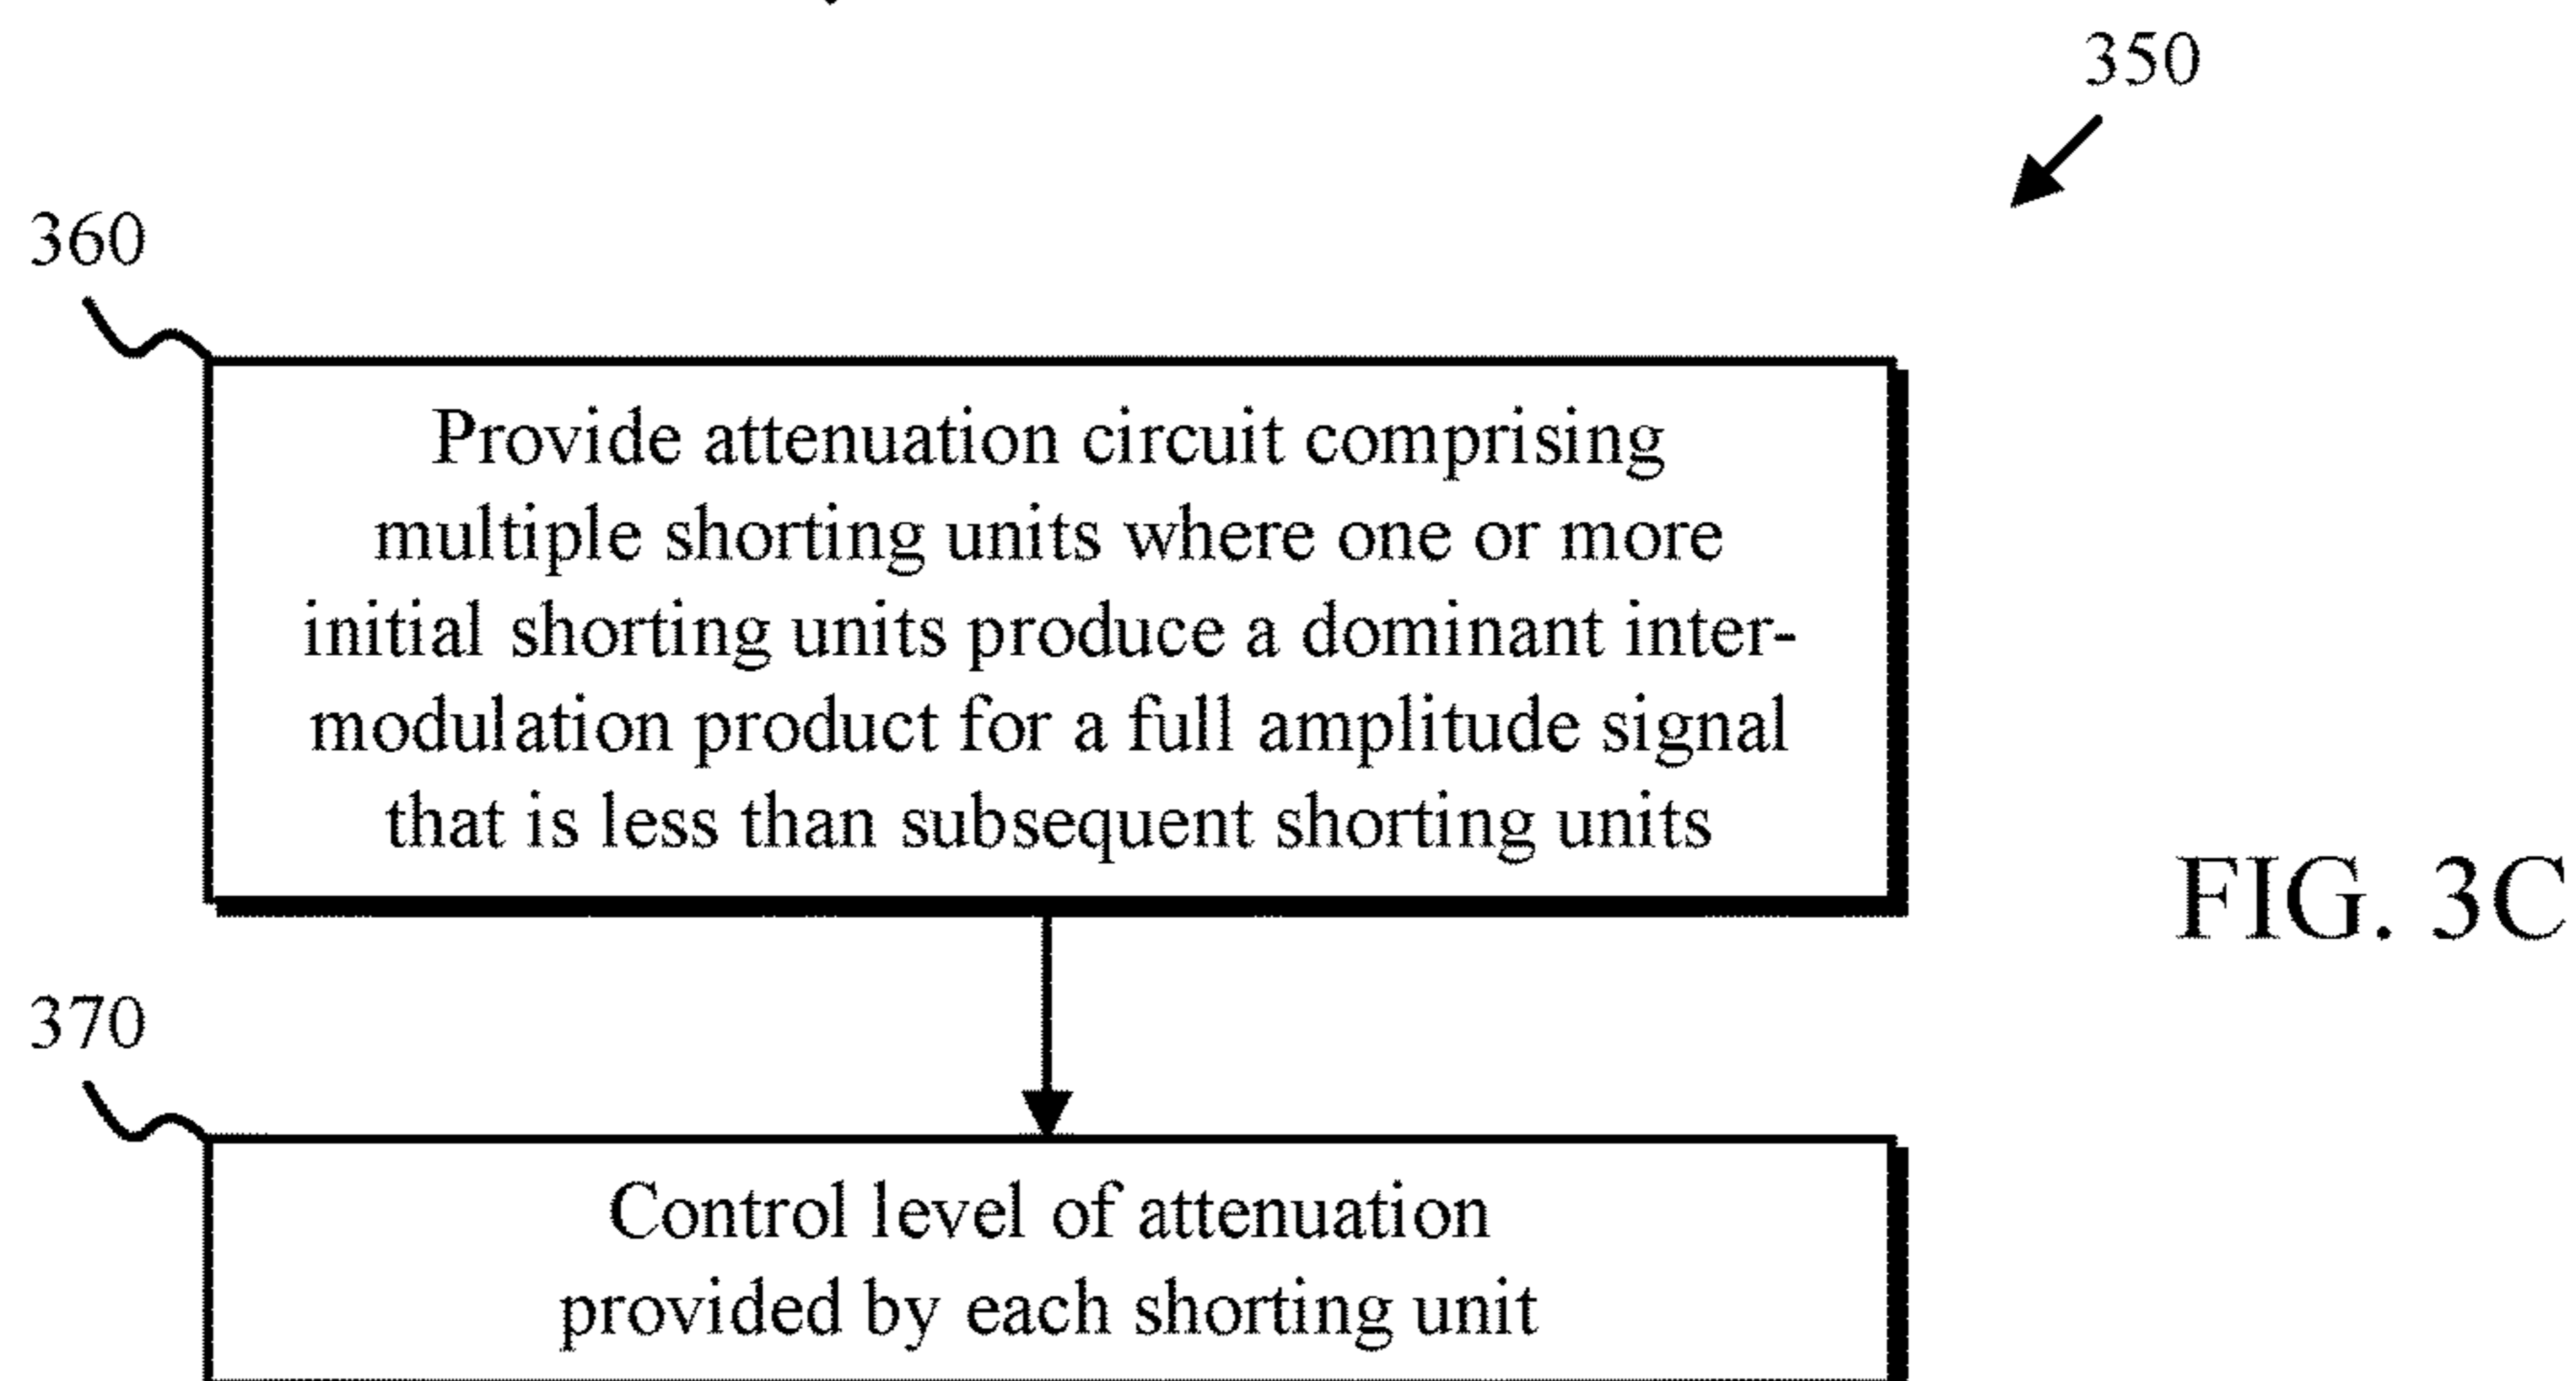 350
360
Provide attenuation circuit comprising
multiple shorting units where one or more
initial shorting units produce a dominant inter-
modulation product for a full amplitude signal
that is less than subsequent shorting units
FIG. 3C
370
Control level of attenuation
provided by each shorting unit